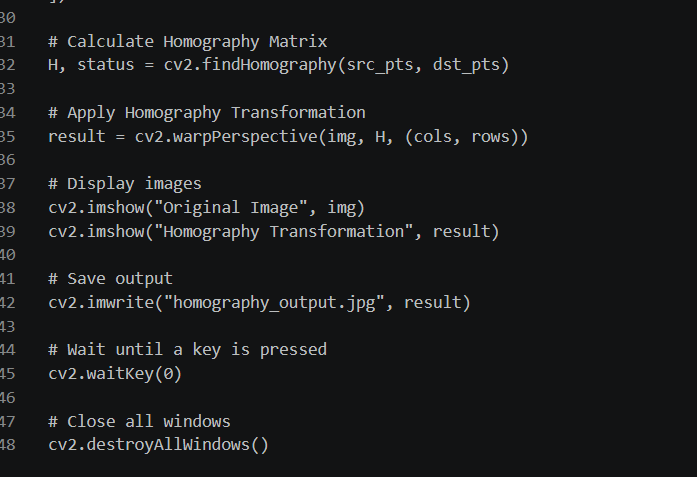 ])
30
31 # Calculate Homography Matrix
32 H, status = cv2.findHomography(src_pts, dst_pts)
33
34 # Apply Homography Transformation
35 result = cv2.warpPerspective(img, H, (cols, rows))
36
37 # Display images
38 cv2.imshow("Original Image", img)
39 cv2.imshow("Homography Transformation", result)
40
41 # Save output
42 cv2.imwrite("homography_output.jpg", result)
43
44 # Wait until a key is pressed
45 cv2.waitKey(0)
46
47 # Close all windows
48 cv2.destroyAllWindows()